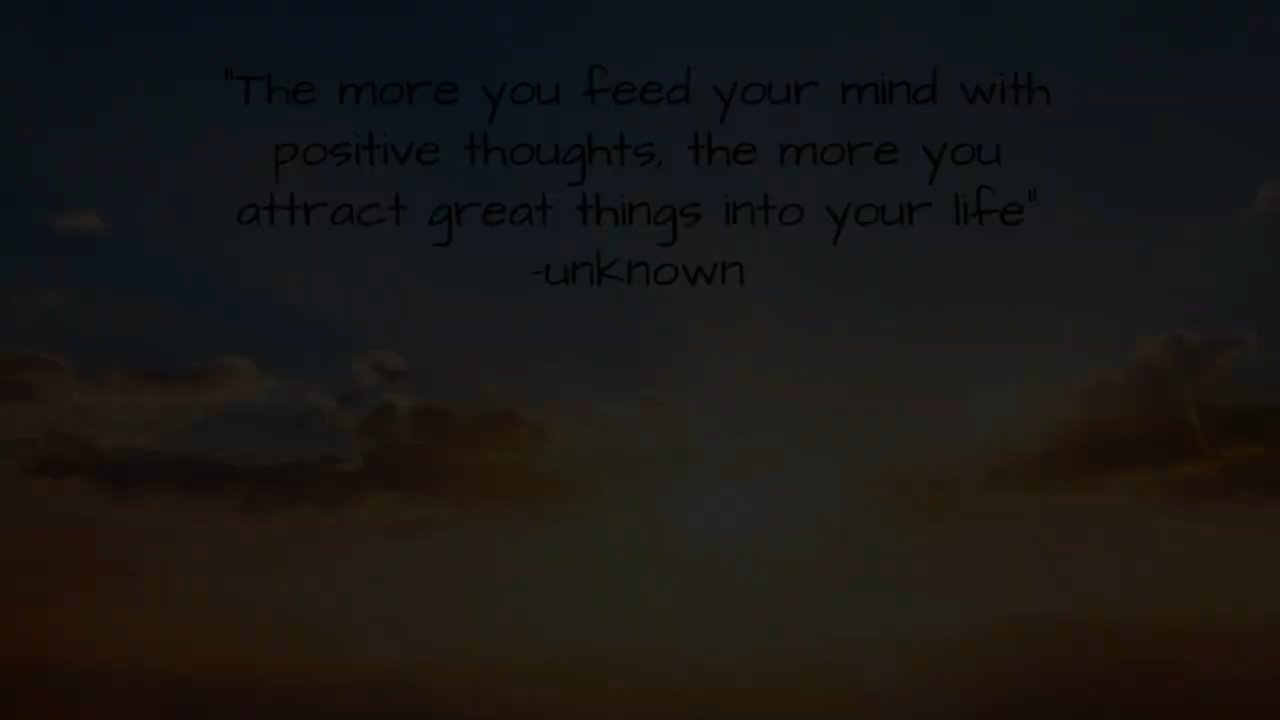 "The more you feed your mind with
positive thoughts, the more you
attract great things into your life"
-unknown